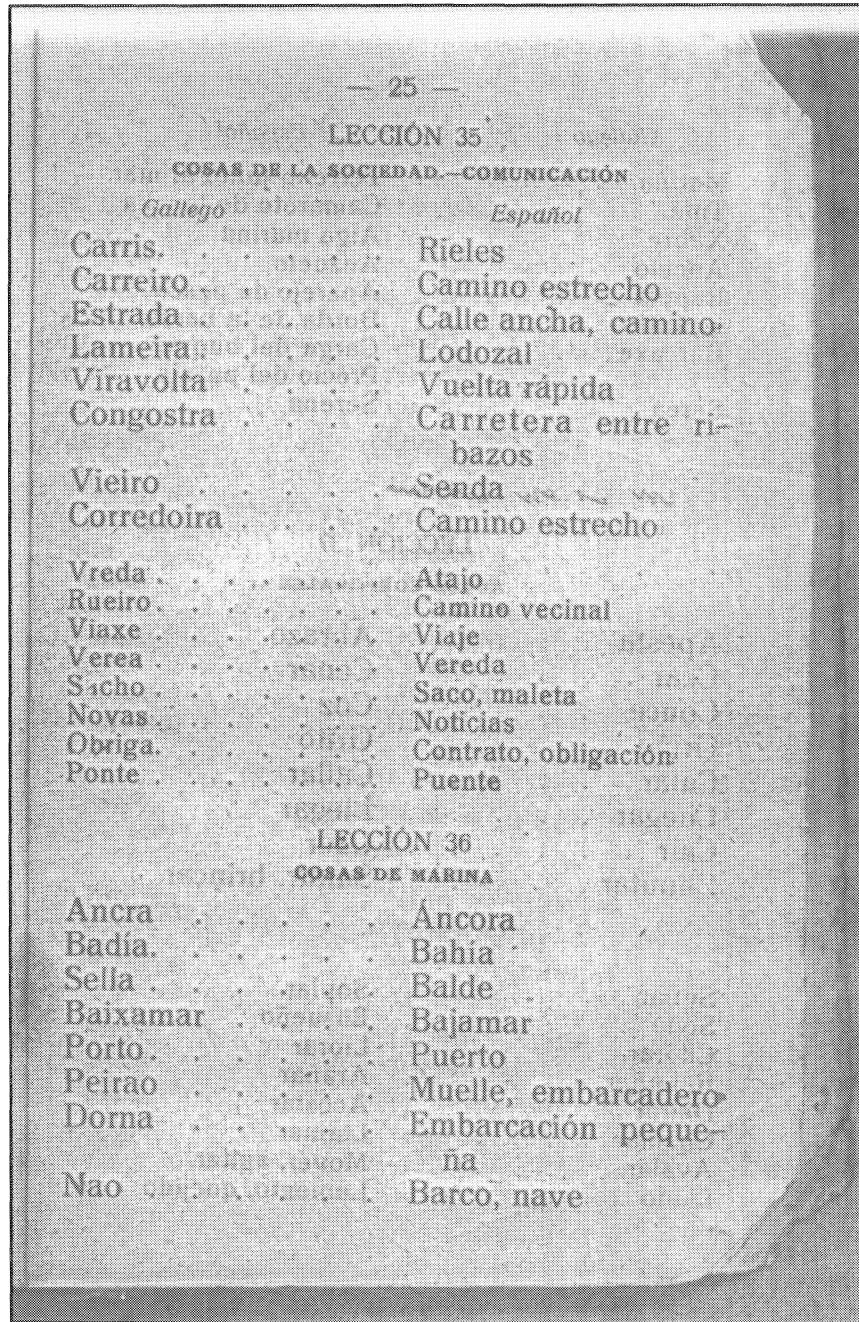 — 25 —
LECCIÓN 35
COSAS DE LA SOCIEDAD.—COMUNICACIÓN
Gallego Español
Carris. . . . . . . Rieles
Carreiro . . . . . . Camino estrecho
Estrada . . . . . . Calle ancha, camino
Lameira . . . . . . Lodozal
Viravolta . . . . . Vuelta rápida
Congostra . . . . Carretera entre ri-
bazos
Vieiro . . . . . Senda
Corredoira . . . . Camino estrecho
Vreda . . . . . . . Atajo
Rueiro . . . . . . . Camino vecinal
Viaxe . . . . . . . Viaje
Verea . . . . . . . Vereda
Sacho . . . . . . . Saco, maleta
Novas . . . . . . . Noticias
Obriga. . . . . . . Contrato, obligación
Ponte . . . . . . . Puente
LECCIÓN 36
COSAS DE MARINA
Ancra . . . . . Áncora
Badía. . . . . . Bahía
Sella . . . . . . Balde
Baixamar . . . . Bajamar
Porto . . . . . . Puerto
Peirao . . . . . Muelle, embarcadero
Dorna . . . . . Embarcación peque-
ña
Nao . . . . . . Barco, nave